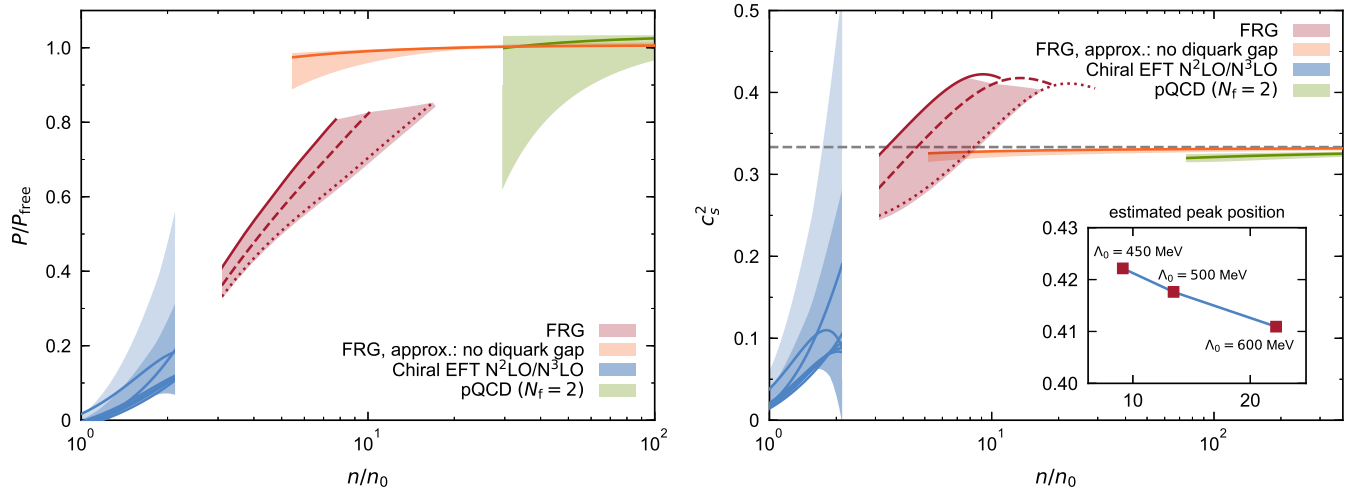 1.0
0.8
0.6
0.4
0.2
0
P/P_free
10^0
10^1
10^2
n/n_0
FRG
FRG, approx.: no diquark gap
Chiral EFT N^2LO/N^3LO
pQCD (N_f = 2)
0.5
0.4
0.3
0.2
0.1
0
c_s^2
10^0
10^1
10^2
n/n_0
FRG
FRG, approx.: no diquark gap
Chiral EFT N^2LO/N^3LO
pQCD (N_f = 2)
estimated peak position
0.43
0.42
0.41
0.40
Λ_0 = 450 MeV
Λ_0 = 500 MeV
Λ_0 = 600 MeV
10
20